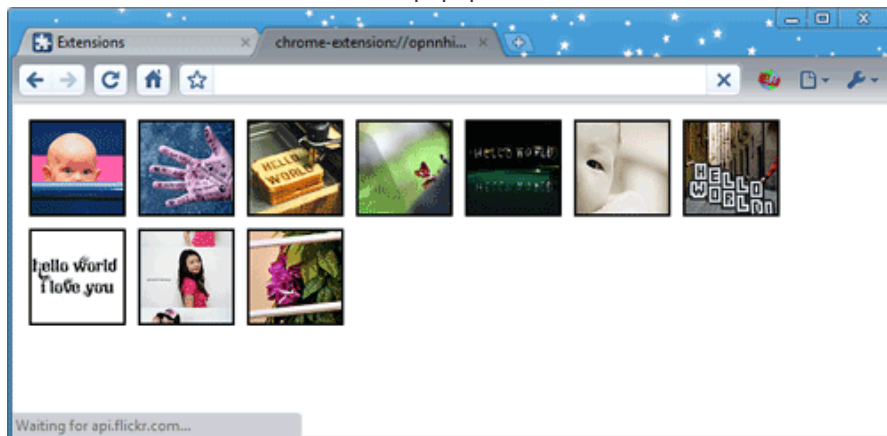 Extensions
chrome-extension://opnnhi...
HELLO
WORLD
HELLO WORLD
HELLO
WORLD
hello world
i love you
Waiting for api.flickr.com...